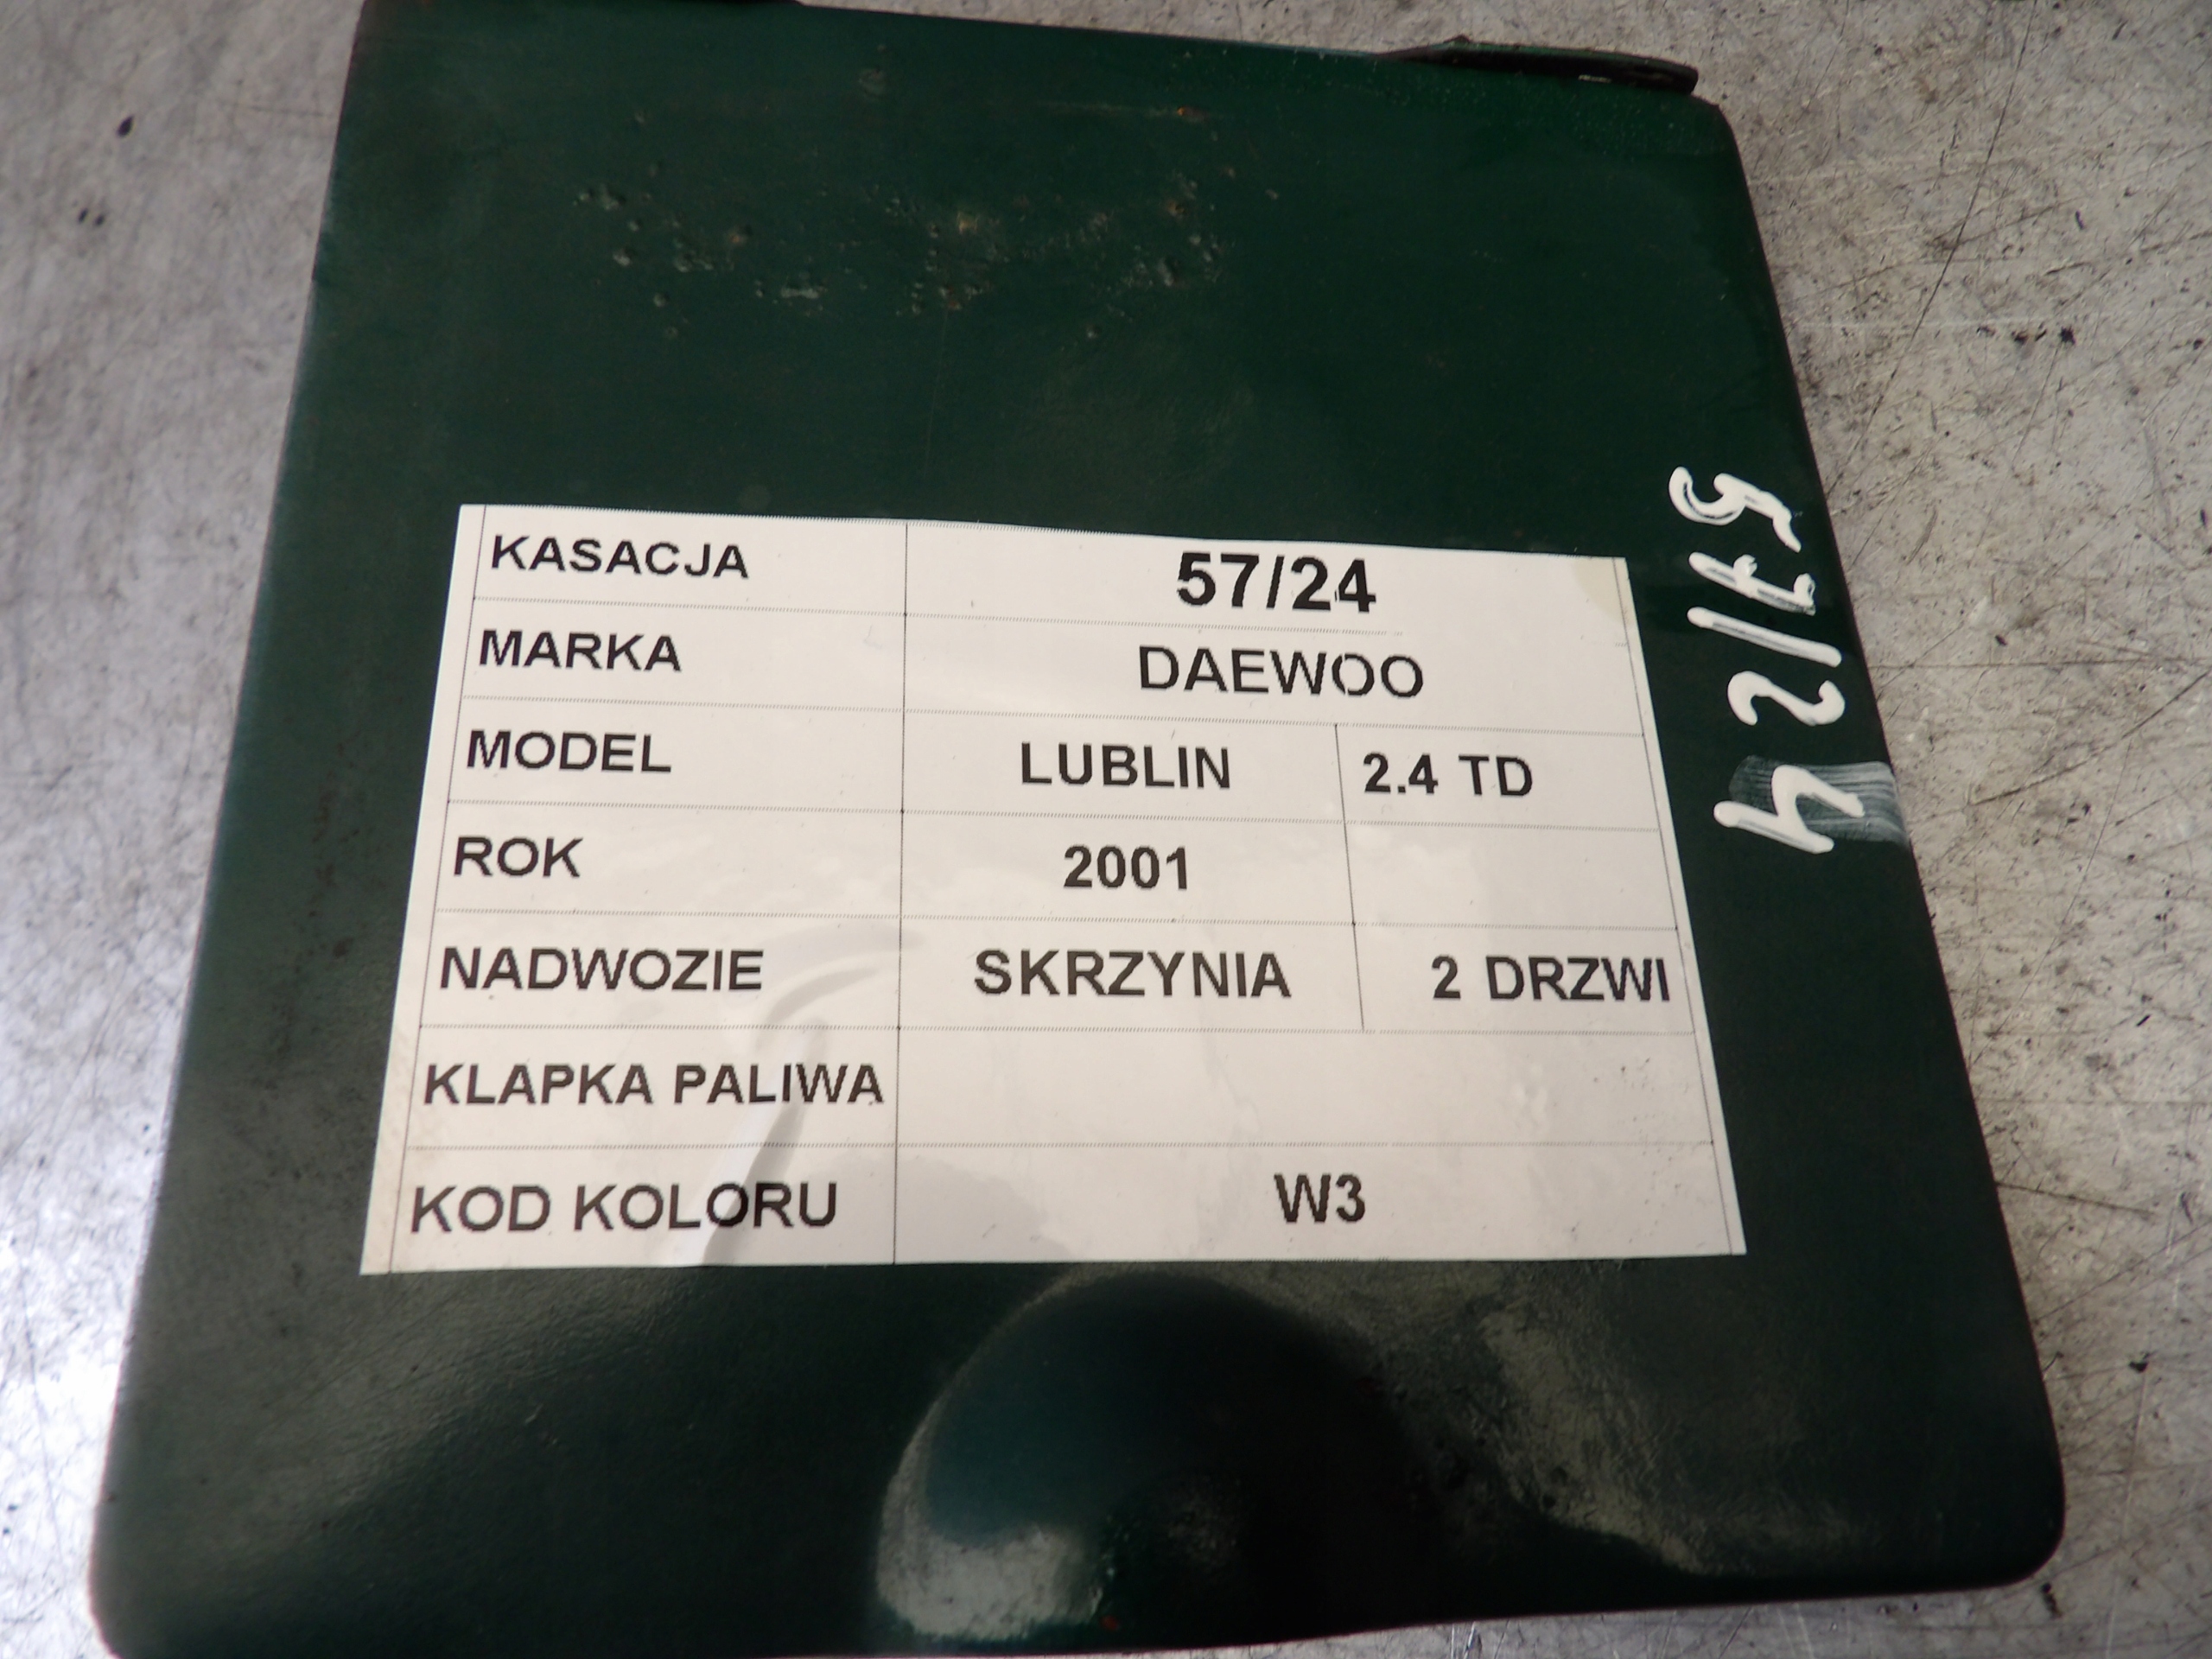 KASACJA 57/24
MARKA DAEWOO
MODEL LUBLIN 2.4 TD
ROK 2001
NADWOZIE SKRZYNIA 2 DRZWI
KLAPKA PALIWA
KOD KOLORU W3
57/24